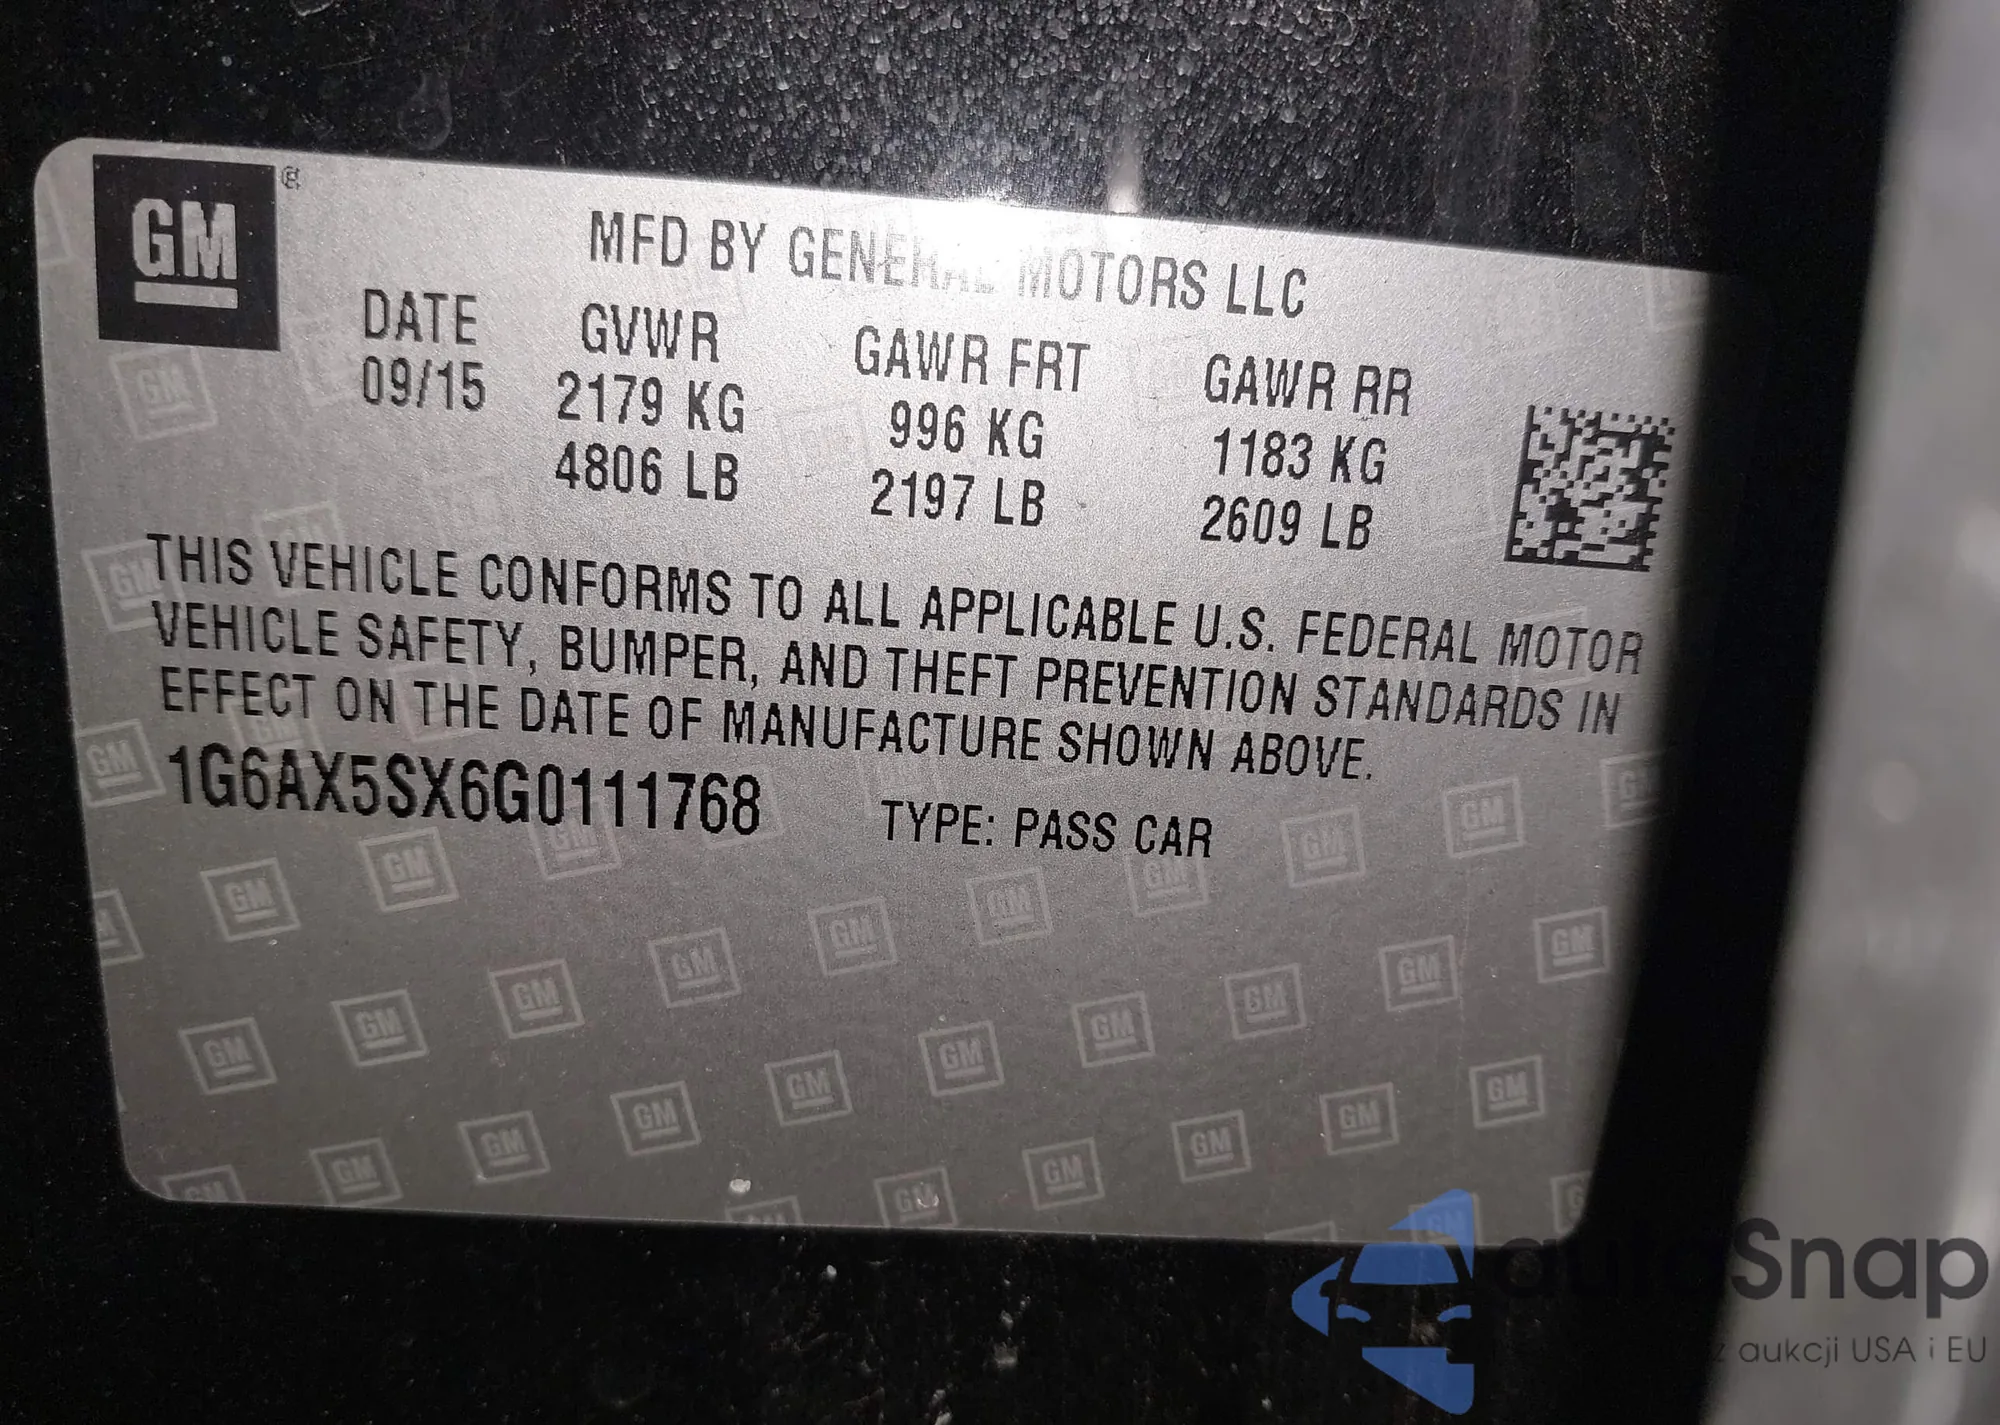 GM ®
MFD BY GENERAL MOTORS LLC
DATE GVWR GAWR FRT GAWR RR
09/15 2179 KG 996 KG 1183 KG
4806 LB 2197 LB 2609 LB
THIS VEHICLE CONFORMS TO ALL APPLICABLE U.S. FEDERAL MOTOR
VEHICLE SAFETY, BUMPER, AND THEFT PREVENTION STANDARDS IN
EFFECT ON THE DATE OF MANUFACTURE SHOWN ABOVE.
1G6AX5SX6G0111768 TYPE: PASS CAR
autoSnap
z aukcji USA i EU